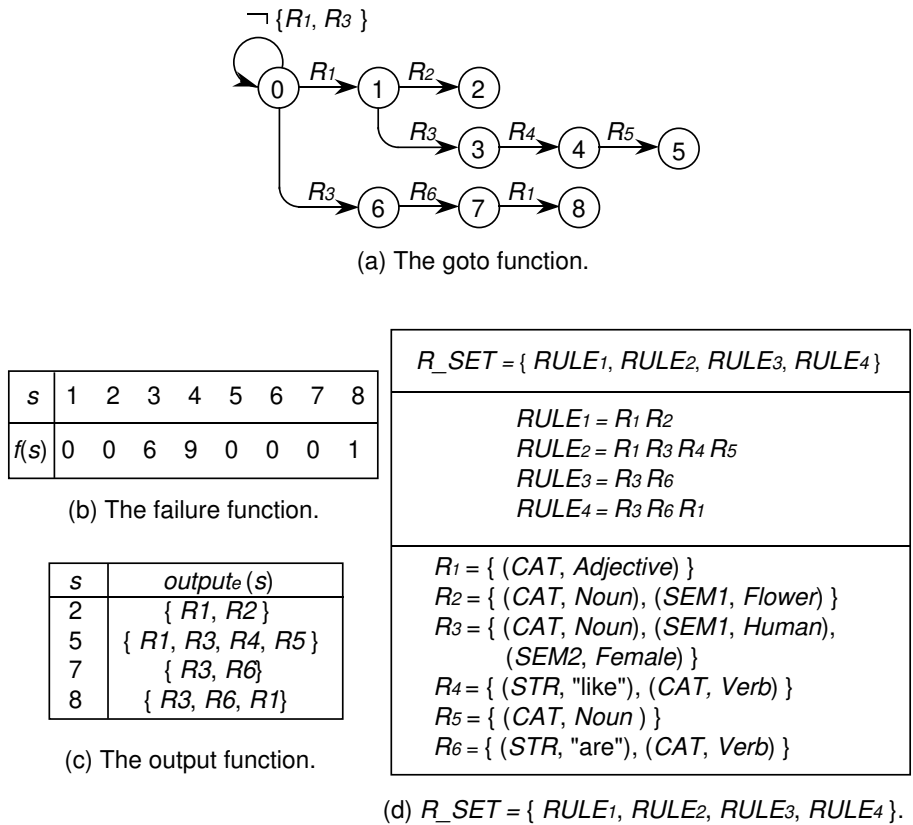 ¬ {R1, R3 }
0 R1 1 R2 2
R3 3 R4 4 R5 5
R3 6 R6 7 R1 8
(a) The goto function.
s 1 2 3 4 5 6 7 8
f(s) 0 0 6 9 0 0 0 1
(b) The failure function.
s outpute (s)
2 { R1, R2 }
5 { R1, R3, R4, R5 }
7 { R3, R6}
8 { R3, R6, R1}
(c) The output function.
R_SET = { RULE1, RULE2, RULE3, RULE4 }
RULE1 = R1 R2
RULE2 = R1 R3 R4 R5
RULE3 = R3 R6
RULE4 = R3 R6 R1
R1 = { (CAT, Adjective) }
R2 = { (CAT, Noun), (SEM1, Flower) }
R3 = { (CAT, Noun), (SEM1, Human),
(SEM2, Female) }
R4 = { (STR, "like"), (CAT, Verb) }
R5 = { (CAT, Noun ) }
R6 = { (STR, "are"), (CAT, Verb) }
(d) R_SET = { RULE1, RULE2, RULE3, RULE4 }.